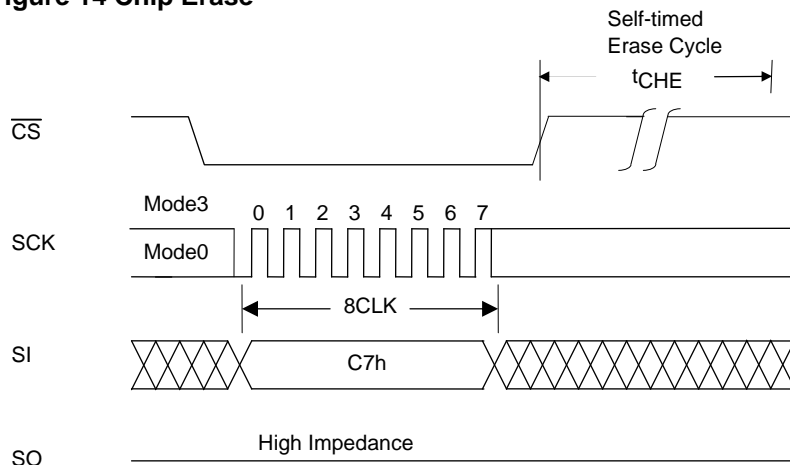 Figure 14 Chip Erase
Self-timed
Erase Cycle
tCHE
CS
Mode3
0 1 2 3 4 5 6 7
SCK
Mode0
8CLK
SI
C7h
High Impedance
SO